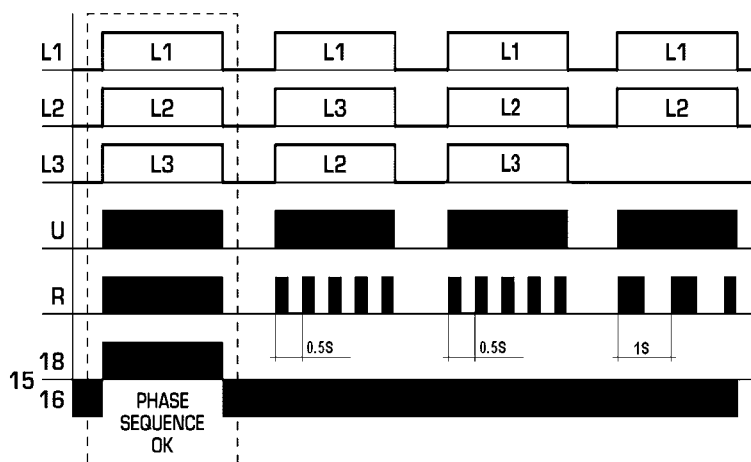 L1 L1 L1 L1 L1
L2 L2 L3 L2 L2
L3 L3 L2 L3
U
R
0.5S 0.5S 1S
18
15
16
PHASE
SEQUENCE
OK